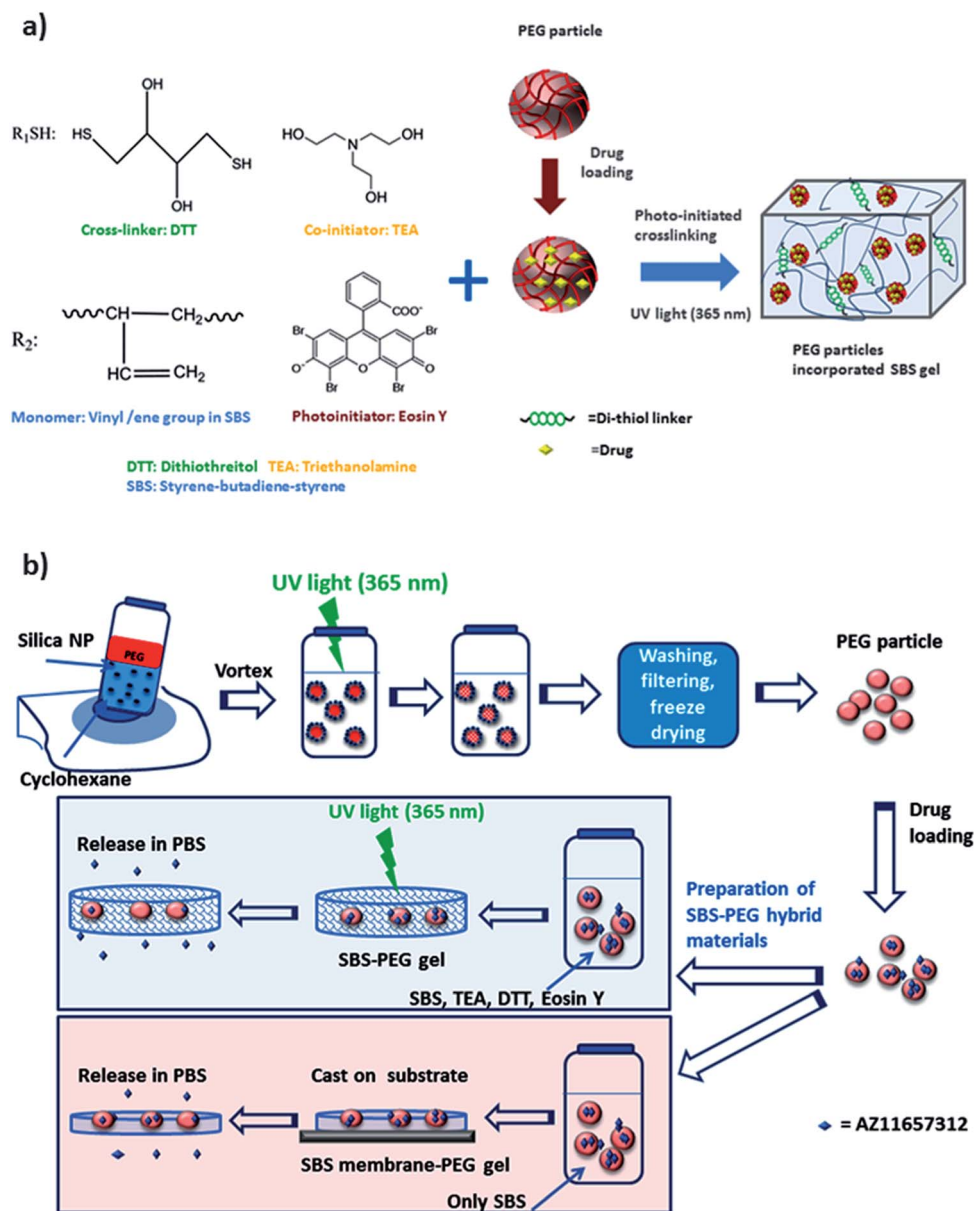 a)
PEG particle
R₁SH:
OH
HS
SH
OH
Cross-linker: DTT
HO
OH
N
OH
Co-initiator: TEA
Drug
loading
Photo-initiated
crosslinking
UV light (365 nm)
PEG particles
incorporated SBS gel
R₂:
CH
CH₂
HC
CH₂
Monomer: Vinyl /ene group in SBS
COO⁻
Br
Br
O⁻
O
O
Br
Br
Photoinitiator: Eosin Y
=Di-thiol linker
=Drug
DTT: Dithiothreitol TEA: Triethanolamine
SBS: Styrene-butadiene-styrene
b)
UV light (365 nm)
Silica NP
PEG
Vortex
Cyclohexane
Washing,
filtering,
freeze
drying
PEG particle
Drug
loading
UV light (365 nm)
Release in PBS
SBS-PEG gel
SBS, TEA, DTT, Eosin Y
Preparation of
SBS-PEG hybrid
materials
Release in PBS
Cast on substrate
SBS membrane-PEG gel
Only SBS
= AZ11657312